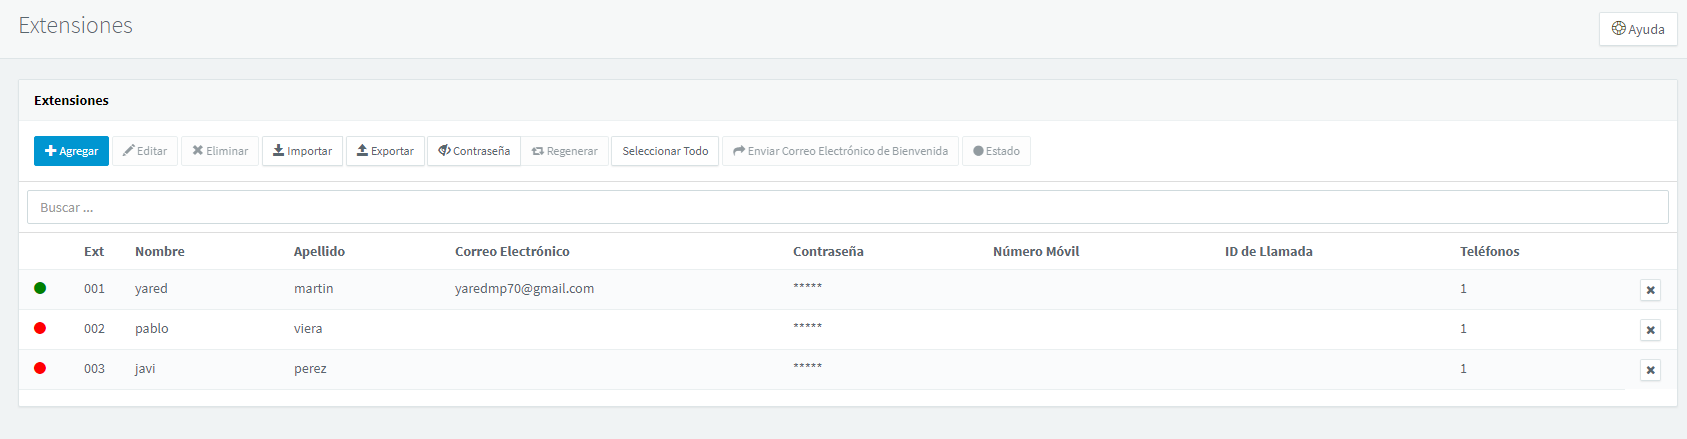 Extensiones
Ayuda
Extensiones
Agregar Editar Eliminar Importar Exportar Contraseña Regenerar Seleccionar Todo Enviar Correo Electrónico de Bienvenida Estado
Buscar ...
Ext Nombre Apellido Correo Electrónico Contraseña Número Móvil ID de Llamada Teléfonos
001 yared martin yaredmp70@gmail.com ***** 1
002 pablo viera ***** 1
003 javi perez ***** 1